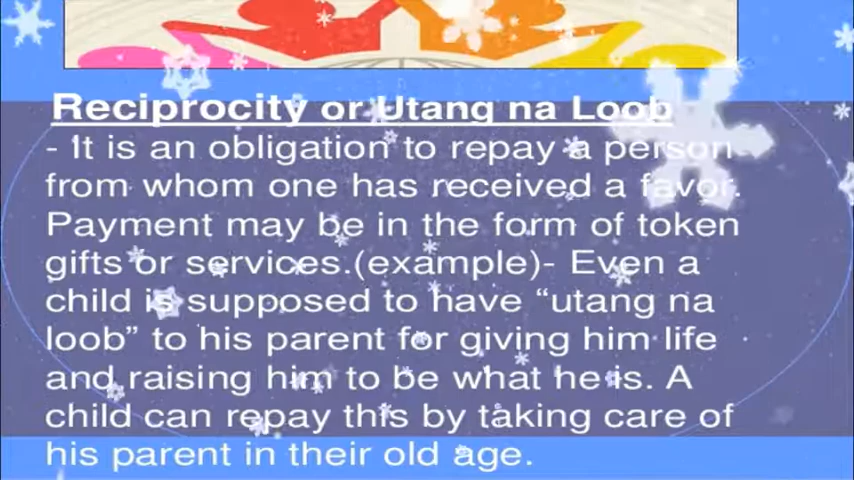 Reciprocity or Utang na Loob
- It is an obligation to repay a person
from whom one has received a favor.
Payment may be in the form of token
gifts or services.(example)- Even a
child is supposed to have “utang na
loob” to his parent for giving him life
and raising him to be what he is. A
child can repay this by taking care of
his parent in their old age.